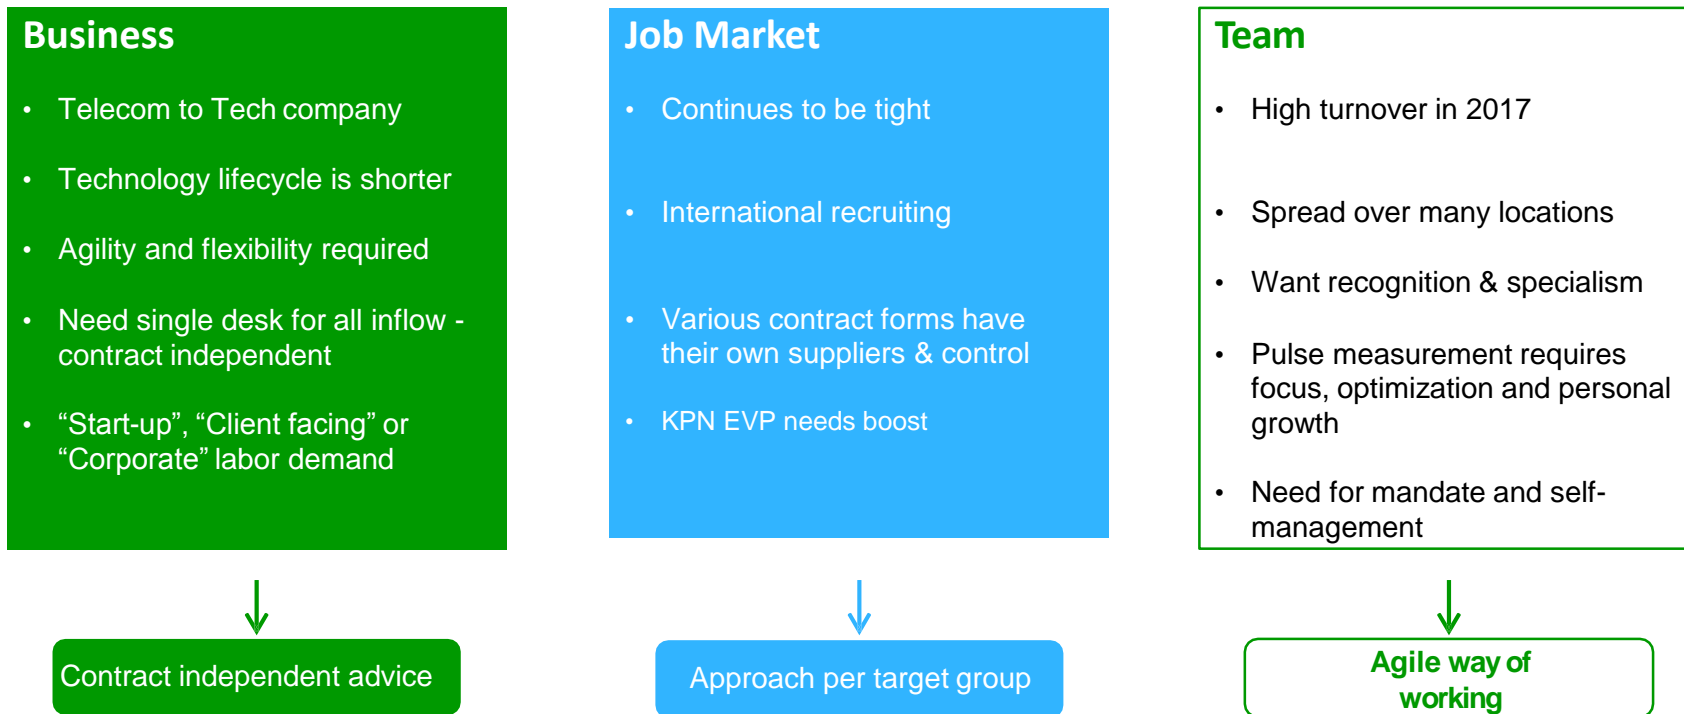 Business
• Telecom to Tech company
• Technology lifecycle is shorter
• Agility and flexibility required
• Need single desk for all inflow -
contract independent
• “Start-up”, “Client facing” or
“Corporate” labor demand
Contract independent advice
Job Market
• Continues to be tight
• International recruiting
• Various contract forms have
their own suppliers & control
• KPN EVP needs boost
Approach per target group
Team
• High turnover in 2017
• Spread over many locations
• Want recognition & specialism
• Pulse measurement requires
focus, optimization and personal
growth
• Need for mandate and self-
management
Agile way of
working